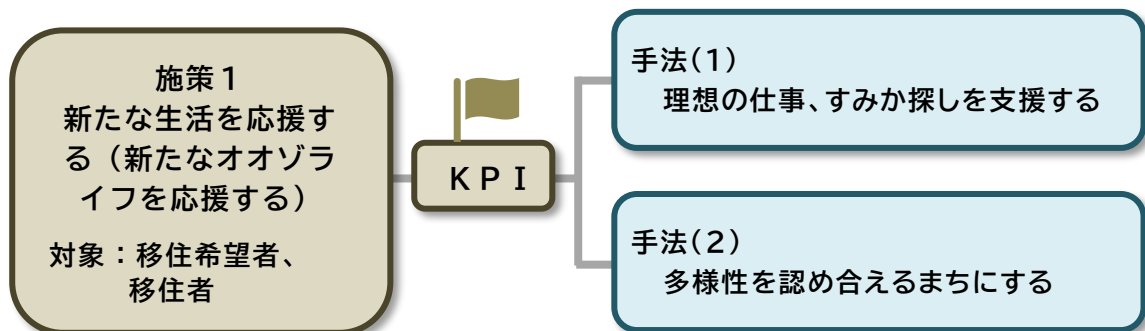 施策１
新たな生活を応援す
る（新たなオオゾラ
イフを応援する）
対象：移住希望者、
移住者
ＫＰＩ
手法（１）
理想の仕事、すみか探しを支援する
手法（２）
多様性を認め合えるまちにする